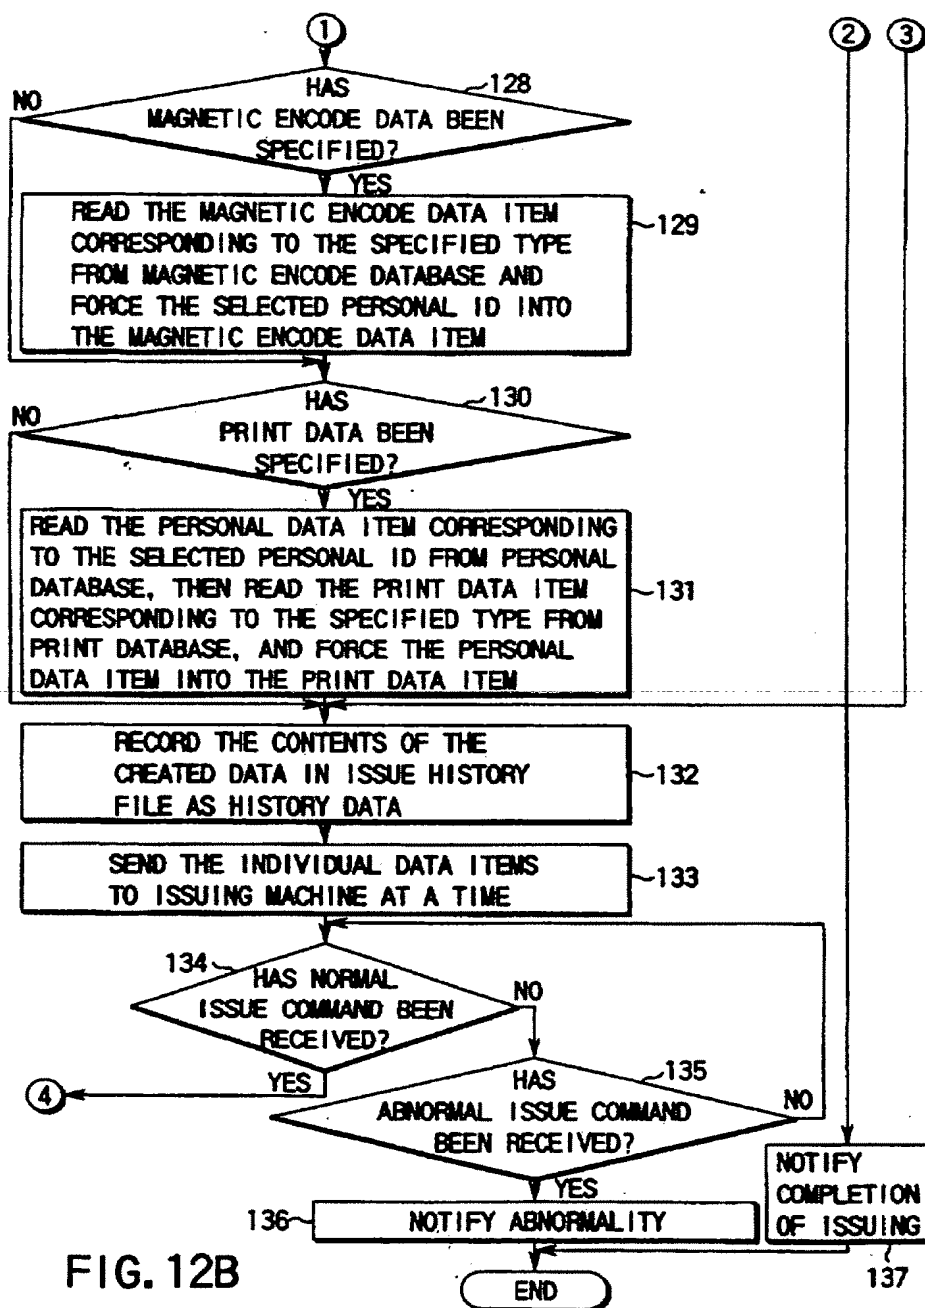 1
2
3
HAS
MAGNETIC ENCODE DATA BEEN
SPECIFIED?
128
NO
YES
READ THE MAGNETIC ENCODE DATA ITEM
CORRESPONDING TO THE SPECIFIED TYPE
FROM MAGNETIC ENCODE DATABASE AND
FORCE THE SELECTED PERSONAL ID INTO
THE MAGNETIC ENCODE DATA ITEM
129
HAS
PRINT DATA BEEN
SPECIFIED?
130
NO
YES
READ THE PERSONAL DATA ITEM CORRESPONDING
TO THE SELECTED PERSONAL ID FROM PERSONAL
DATABASE, THEN READ THE PRINT DATA ITEM
CORRESPONDING TO THE SPECIFIED TYPE FROM
PRINT DATABASE, AND FORCE THE PERSONAL
DATA ITEM INTO THE PRINT DATA ITEM
131
RECORD THE CONTENTS OF THE
CREATED DATA IN ISSUE HISTORY
FILE AS HISTORY DATA
132
SEND THE INDIVIDUAL DATA ITEMS
TO ISSUING MACHINE AT A TIME
133
134
HAS NORMAL
ISSUE COMMAND BEEN
RECEIVED?
NO
YES
4
HAS
ABNORMAL ISSUE COMMAND
BEEN RECEIVED?
135
NO
YES
136
NOTIFY ABNORMALITY
NOTIFY
COMPLETION
OF ISSUING
137
END
FIG. 12B